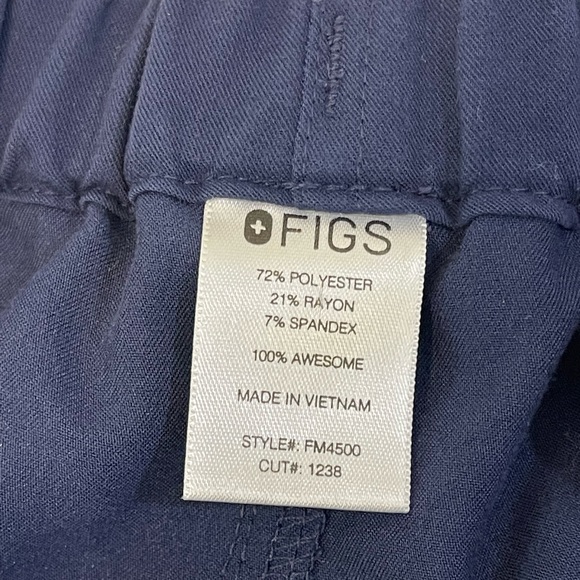 FIGS
72% POLYESTER
21% RAYON
7% SPANDEX
100% AWESOME
MADE IN VIETNAM
STYLE#: FM4500
CUT#: 1238